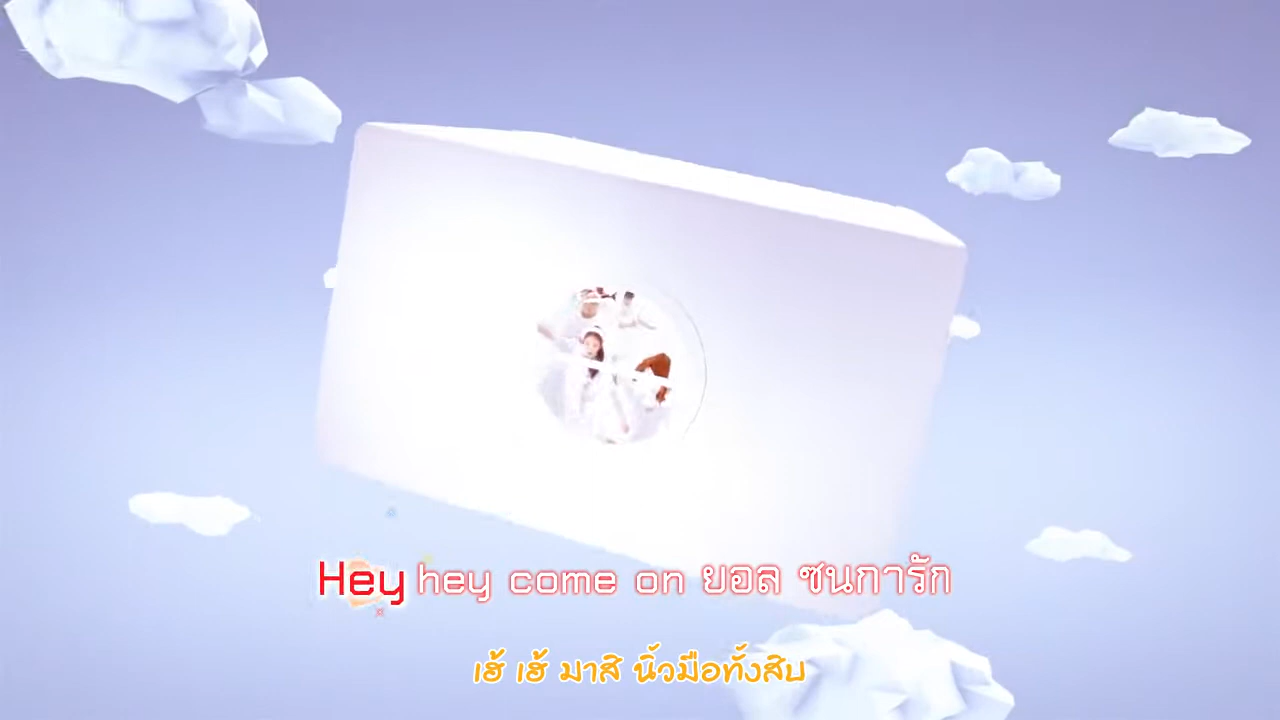 Hey hey come on ยอล ซนการัก
เฮ้ เฮ้ มาสิ นิ้วมือทั้งสิบ